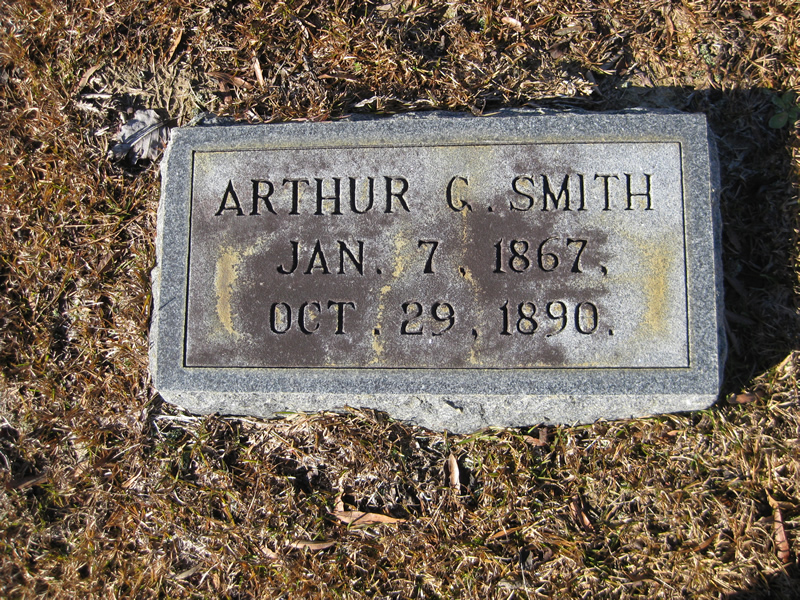 ARTHUR G. SMITH
JAN. 7, 1867,
OCT. 29, 1890.